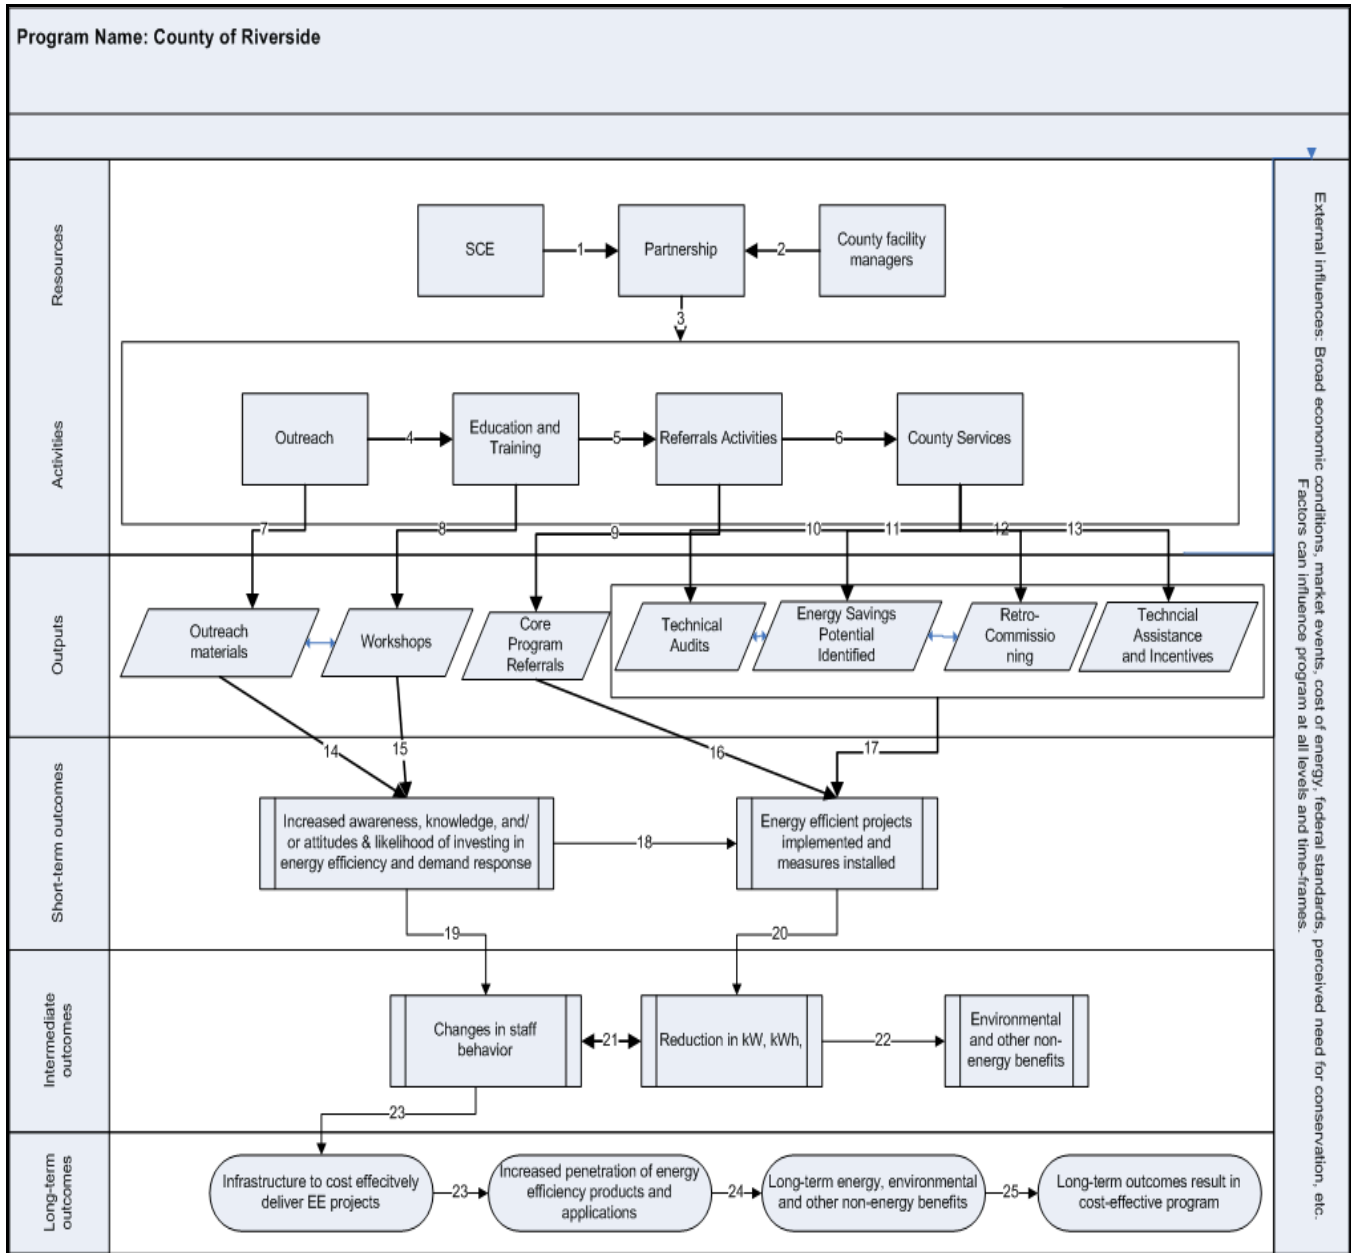 Program Name: County of Riverside
Resources
SCE
1
Partnership
2
County facility
managers
3
Activities
Outreach
4
Education and
Training
5
Referrals Activities
6
County Services
7
8
9
10
11
12
13
Outputs
Outreach
materials
Workshops
Core
Program
Referrals
Technical
Audits
Energy Savings
Potential
Identified
Retro-
Commissio
ning
Techncial
Assistance
and Incentives
14
15
16
17
Short-term outcomes
Increased awareness, knowledge, and/
or attitudes & likelihood of investing in
energy efficiency and demand response
18
Energy efficient projects
implemented and
measures installed
19
20
Intermediate
outcomes
Changes in staff
behavior
21
Reduction in kW, kWh,
22
Environmental
and other non-
energy benefits
23
Long-term
outcomes
Infrastructure to cost effecitvely
deliver EE projects
23
Increased penetration of energy
efficiency products and
applications
24
Long-term energy, environmental
and other non-energy benefits
25
Long-term outcomes result in
cost-effective program
External influences: Broad economic conditions, market events, cost of energy, federal standards, perceived need for conservation, etc.
Factors can influence program at all levels and time-frames.